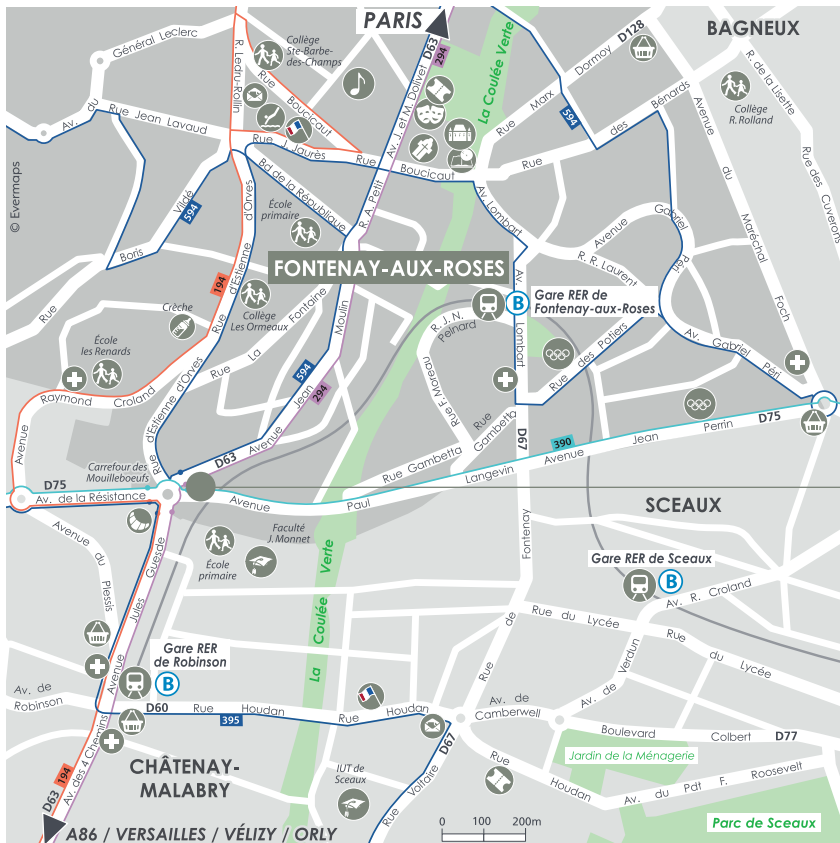 PARIS
D63
294
La Coulée Verte
D128
BAGNEUX
Général Leclerc
R. Ledru-Rollin
Collège
Ste-Barbe-
des-Champs
Rue Boucicaut
Av. J. et M. Dolivet
Rue Marx Dormoy
594
Rue des Bénards
R. de la Lisette
Collège
R. Rolland
Rue des Cuverons
Avenue du Maréchal Foch
Av. du
Rue Jean Lavaud
Rue J. Jaurès
Rue Boucicaut
© Evermaps
Rue Boris Vildé
594
Bd de la République
École
primaire
R. A. Petit
Av. Lombart
Avenue Gabriel Péri
R. R. Laurent
FONTENAY-AUX-ROSES
194
Rue d'Estienne d'Orves
Collège
Les Ormeaux
Crèche
École
les Renards
Rue La Fontaine
Avenue Jean Moulin
594
294
R. J. N. Pelnard
B
Gare RER de
Fontenay-aux-Roses
Av. Lombart
Rue des Potiers
Av. Gabriel Péri
Avenue Raymond Croland
Rue d'Estienne d'Orves
Rue F. Moreau
Rue Gambetta
Rue Gambetta
D67
D63
Carrefour des
Mouilleboeufs
D75
Av. de la Résistance
Avenue Paul Langevin
390
Avenue Jean Perrin
D75
SCEAUX
Avenue du Plessis
Avenue Jules Guesde
École
primaire
Faculté
J. Monnet
La Coulée Verte
Rue de Fontenay
Gare RER de Sceaux
B
Av. R. Croland
Rue du Lycée
Rue du Lycée
Av. de Verdun
Gare RER
de Robinson
B
Av. de
Robinson
D60
Rue Houdan
395
Rue Houdan
D67
Av. de
Camberwell
Boulevard Colbert
D77
Jardin de la Ménagerie
Rue Voltaire
Rue Houdan
Av. du Pdt F. Roosevelt
Parc de Sceaux
CHÂTENAY-
MALABRY
IUT de
Sceaux
D63
194
Av. des 4 Chemins
A86 / VERSAILLES / VÉLIZY / ORLY
0 100 200m